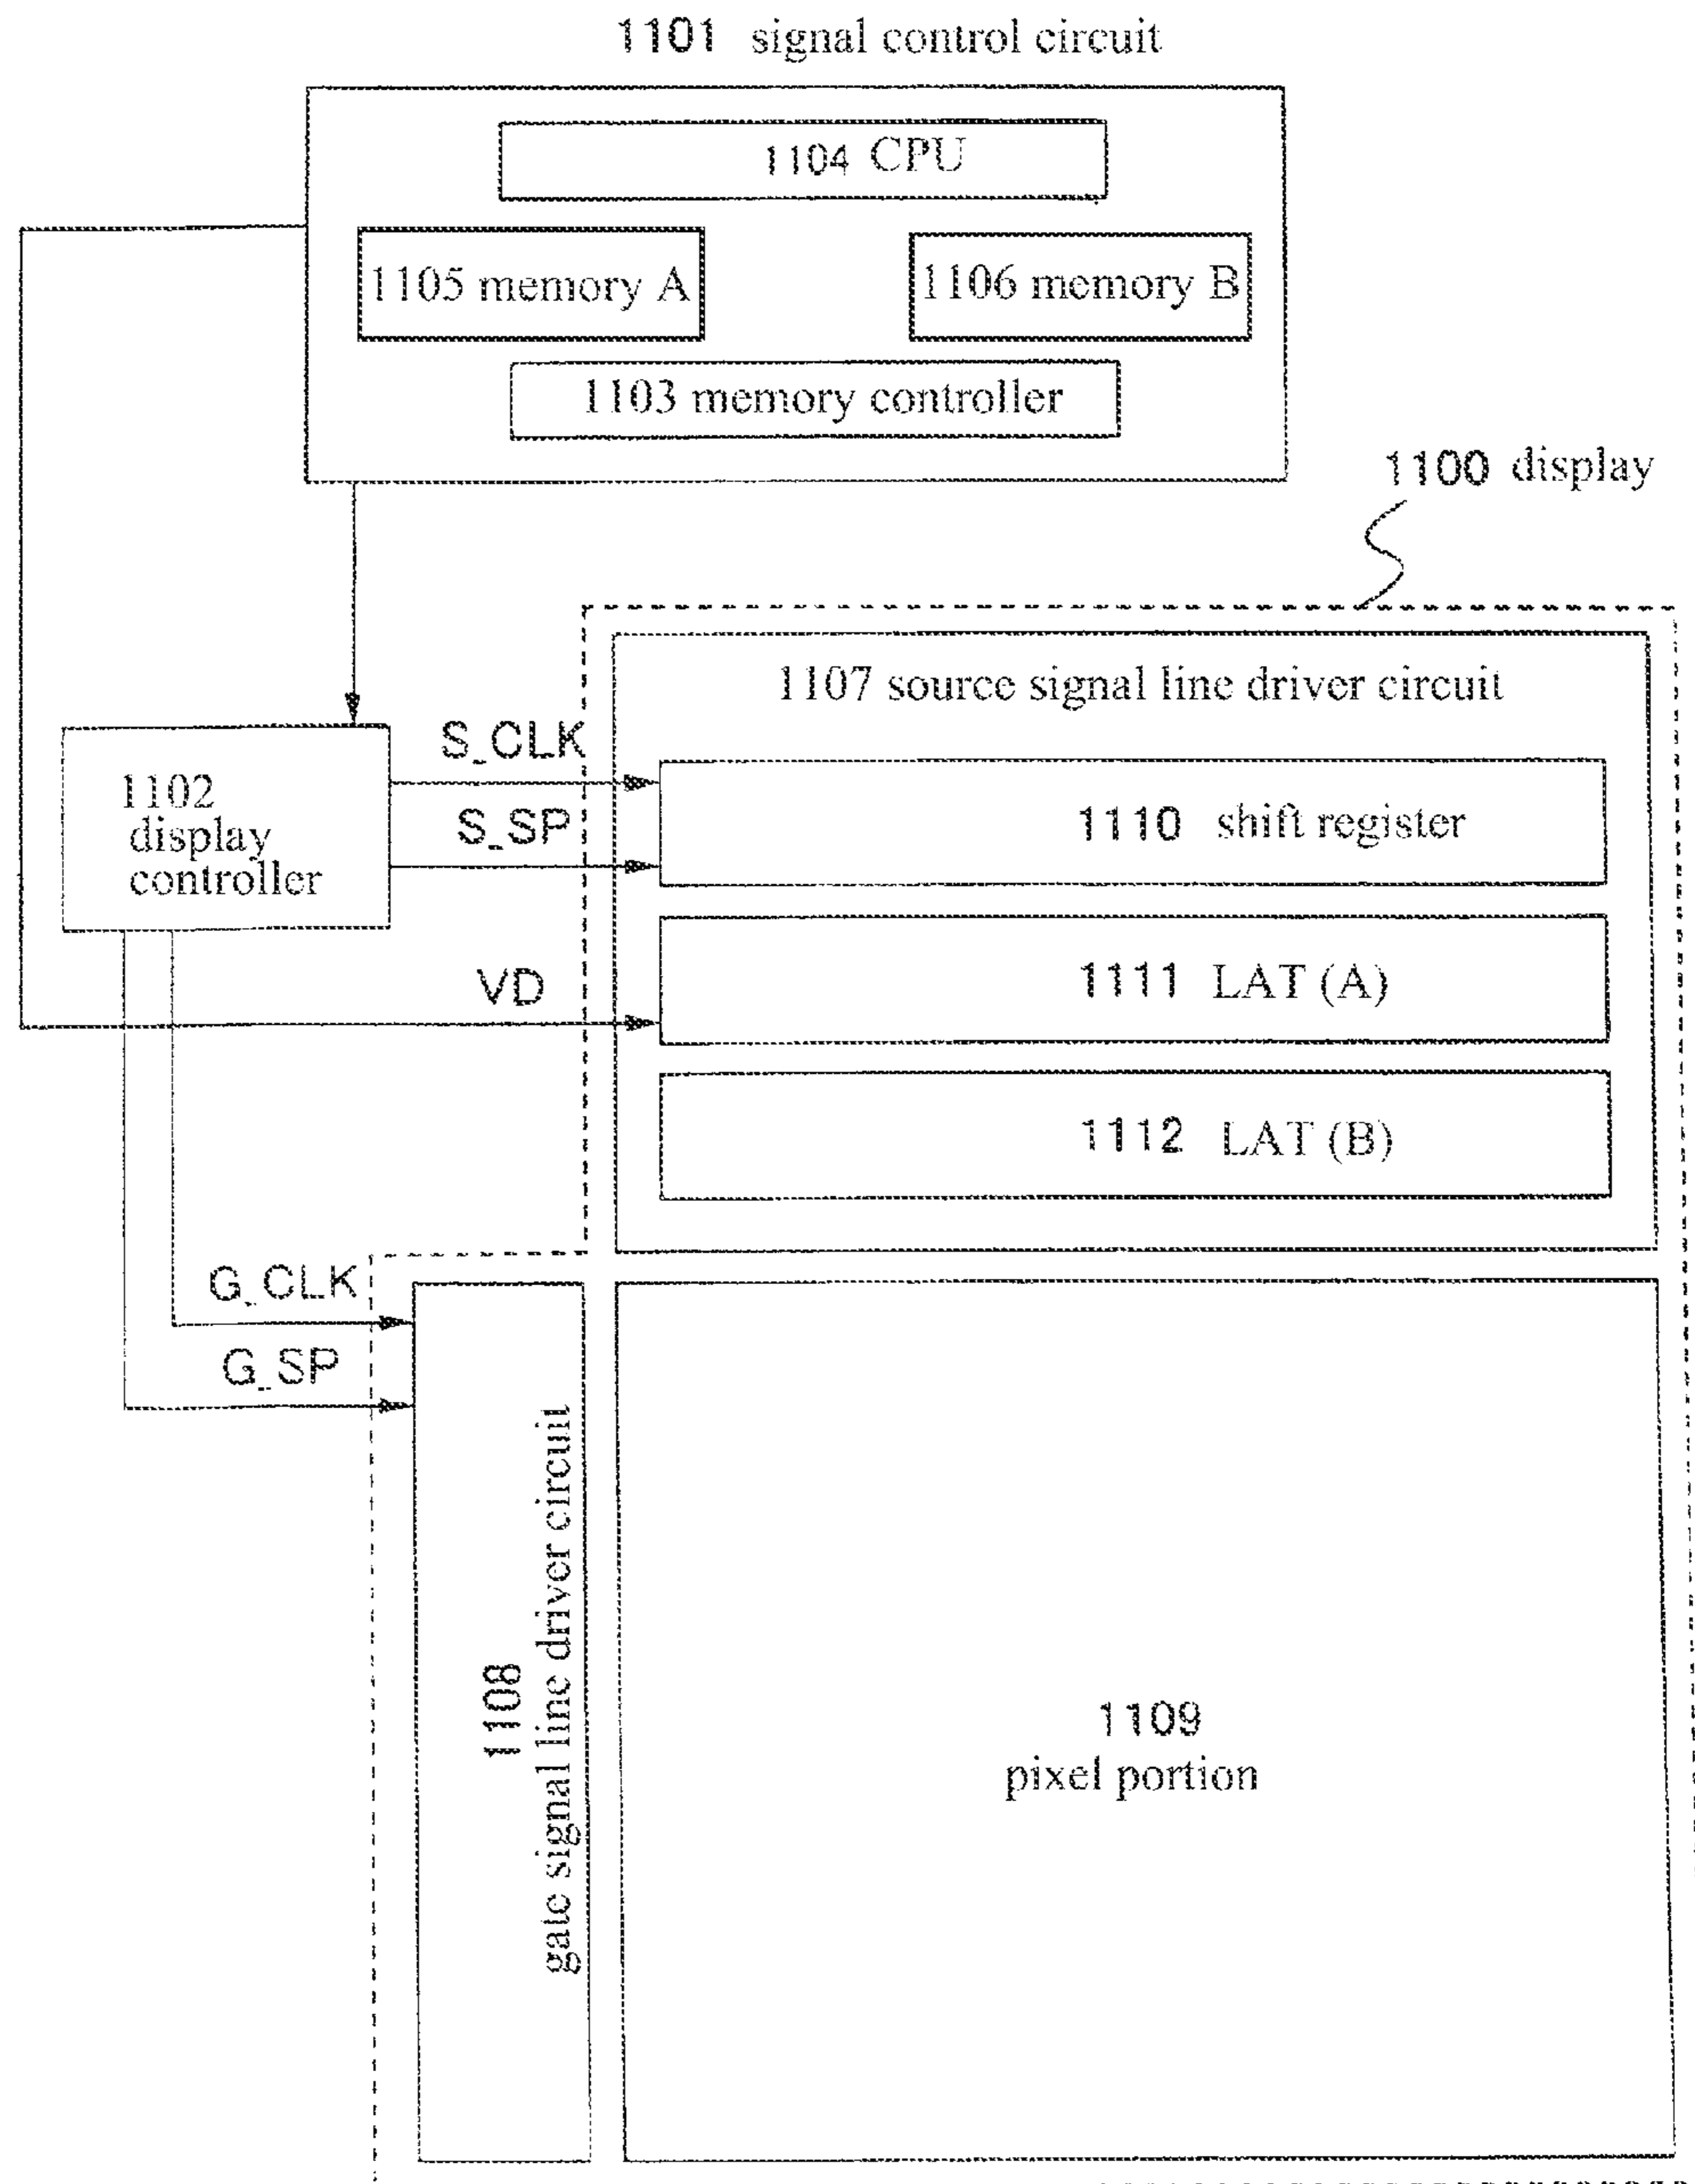 1101 signal control circuit
1104 CPU
1105 memory A
1106 memory B
1103 memory controller
1100 display
1107 source signal line driver circuit
S_CLK
1102
display
controller
S_SP
1110 shift register
VD
1111 LAT (A)
1112 LAT (B)
G_CLK
G_SP
1108
gate signal line driver circuit
1109
pixel portion